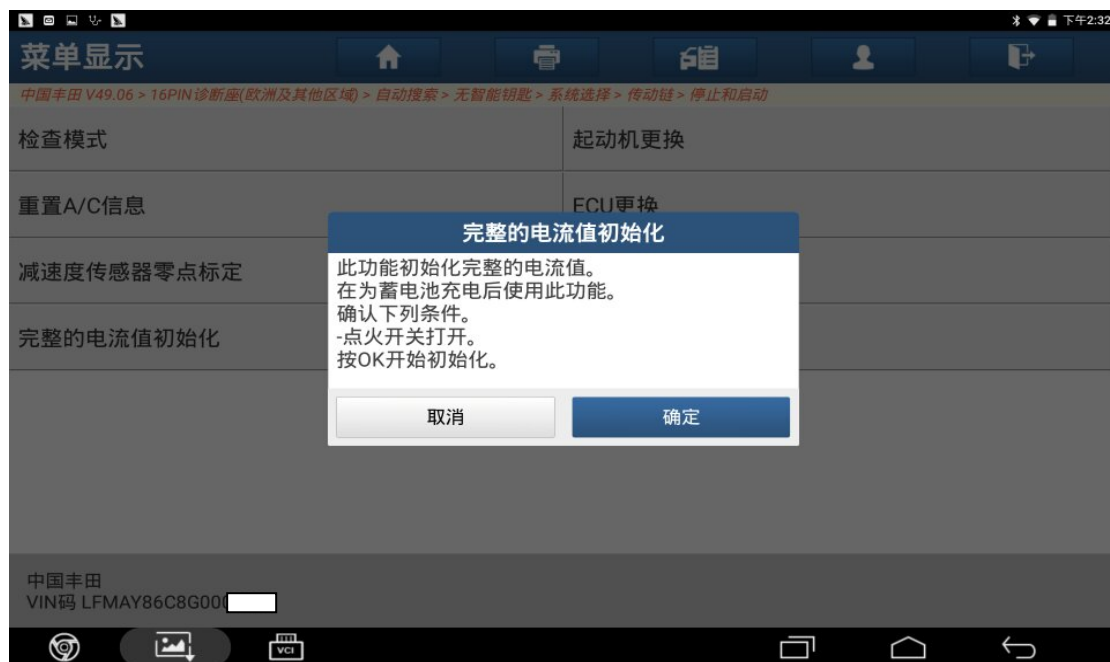 下午2:32
菜单显示
中国丰田 V49.06 > 16PIN诊断座(欧洲及其他区域) > 自动搜索 > 无智能钥匙 > 系统选择 > 传动链 > 停止和启动
检查模式
起动机更换
重置A/C信息
ECU更换
减速度传感器零点标定
完整的电流值初始化
完整的电流值初始化
此功能初始化完整的电流值。
在为蓄电池充电后使用此功能。
确认下列条件。
-点火开关打开。
按OK开始初始化。
取消
确定
中国丰田
VIN码 LFMAY86C8G00
VCI